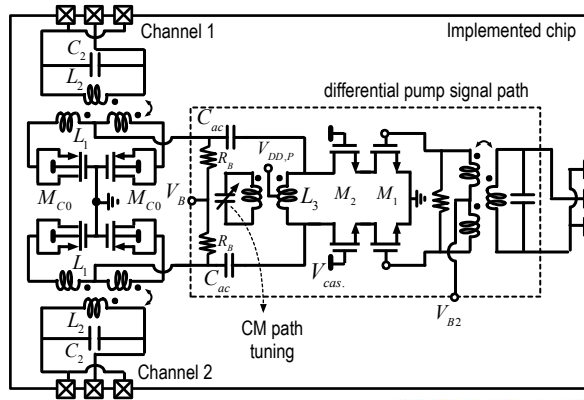 Channel 1
Implemented chip
C2
L2
differential pump signal path
L1
Cac
VDD,P
RB
MC0
MC0
VB
L3
M2
M1
RB
L1
Cac
Vcas.
L2
VB2
C2
CM path
tuning
Channel 2